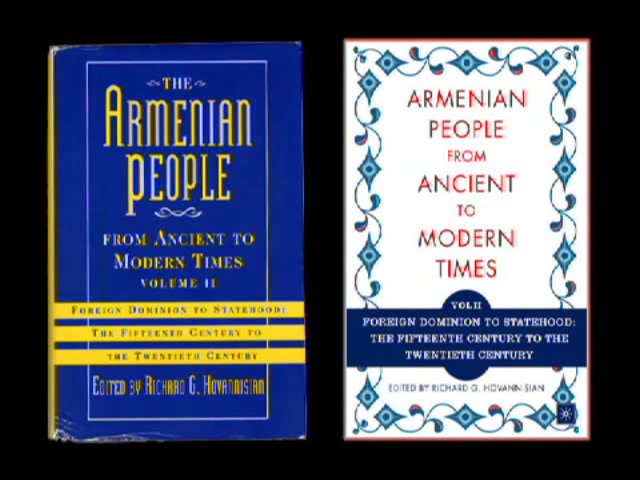 THE
ARMENIAN
PEOPLE
FROM ANCIENT TO
MODERN TIMES
VOLUME II
FOREIGN DOMINION TO STATEHOOD:
THE FIFTEENTH CENTURY TO
THE TWENTIETH CENTURY
EDITED BY RICHARD G. HOVANNISIAN
ARMENIAN
PEOPLE
FROM
ANCIENT
TO
MODERN
TIMES
VOL II
FOREIGN DOMINION TO STATEHOOD:
THE FIFTEENTH CENTURY TO THE
TWENTIETH CENTURY
EDITED BY RICHARD G. HOVANNISIAN